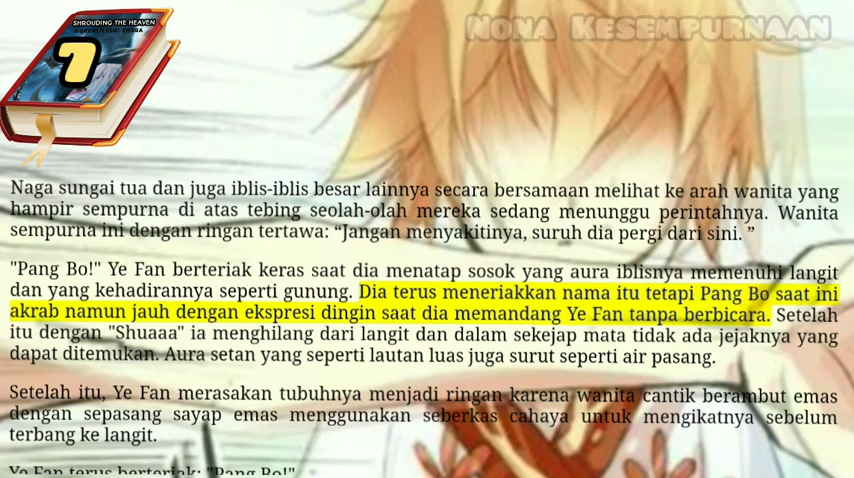 Nona Kesempurnaan
SHROUDING THE HEAVEN
7
Naga sungai tua dan juga iblis-iblis besar lainnya secara bersamaan melihat ke arah wanita yang
hampir sempurna di atas tebing seolah-olah mereka sedang menunggu perintahnya. Wanita
sempurna ini dengan ringan tertawa: “Jangan menyakitinya, suruh dia pergi dari sini. ”
"Pang Bo!" Ye Fan berteriak keras saat dia menatap sosok yang aura iblisnya memenuhi langit
dan yang kehadirannya seperti gunung. Dia terus meneriakkan nama itu tetapi Pang Bo saat ini
akrab namun jauh dengan ekspresi dingin saat dia memandang Ye Fan tanpa berbicara. Setelah
itu dengan "Shuaaa" ia menghilang dari langit dan dalam sekejap mata tidak ada jejaknya yang
dapat ditemukan. Aura setan yang seperti lautan luas juga surut seperti air pasang.
Setelah itu, Ye Fan merasakan tubuhnya menjadi ringan karena wanita cantik berambut emas
dengan sepasang sayap emas menggunakan seberkas cahaya untuk mengikatnya sebelum
terbang ke langit.
Ye Fan terus berteriak: "Pang Bo!"